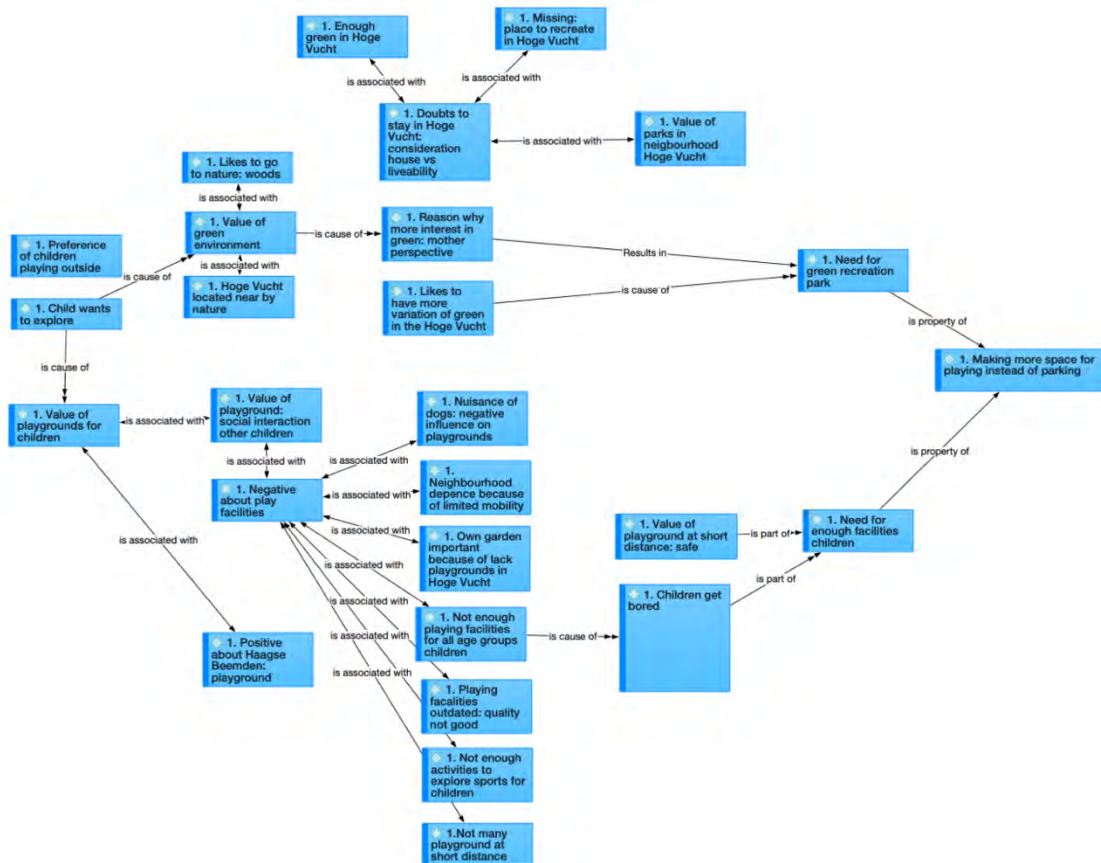 1. Enough
green in Hoge
Vucht
1. Missing:
place to recreate
in Hoge Vucht
is associated with
is associated with
1. Doubts to
stay in Hoge
Vucht:
consideration
house vs
liveability
is associated with
1. Value of
parks in
neigbourhood
Hoge Vucht
1. Likes to go
to nature: woods
is associated with
1. Value of
green
environment
is cause of
1. Reason why
more interest in
green: mother
perspective
Results in
1. Preference
of children
playing outside
is cause of
is associated with
1. Hoge Vucht
located near by
nature
1. Likes to
have more
variation of green
in the Hoge Vucht
is cause of
1. Need for
green recreation
park
1. Child wants
to explore
is property of
is cause of
1. Making more space for
playing instead of parking
1. Value of
playgrounds for
children
is associated with
1. Value of
playground:
social interaction
other children
1. Nuisance of
dogs: negative
influence on
playgrounds
is associated with
is associated with
is property of
1. Negative
about play
facilities
is associated with
1.
Neighbourhood
depence because
of limited mobility
is associated with
1. Own garden
important
because of lack
playgrounds in
Hoge Vucht
1. Value of
playground at short
distance: safe
is part of
1. Need for
enough facilities
children
is associated with
is associated with
is part of
1. Children get
bored
is associated with
1. Not enough
playing facilities
for all age groups
children
is cause of
is associated with
1. Positive
about Haagse
Beemden:
playground
is associated with
is associated with
1. Playing
facalities
outdated: quality
not good
1. Not enough
activities to
explore sports for
children
1.Not many
playground at
short distance